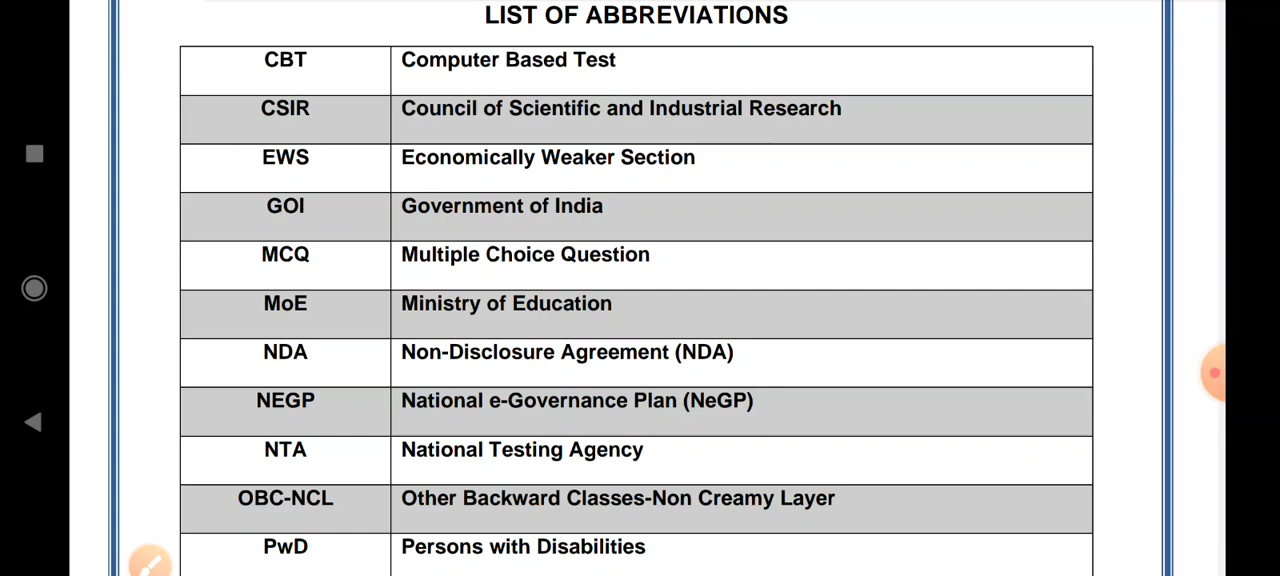 LIST OF ABBREVIATIONS
CBT Computer Based Test
CSIR Council of Scientific and Industrial Research
EWS Economically Weaker Section
GOI Government of India
MCQ Multiple Choice Question
MoE Ministry of Education
NDA Non-Disclosure Agreement (NDA)
NEGP National e-Governance Plan (NeGP)
NTA National Testing Agency
OBC-NCL Other Backward Classes-Non Creamy Layer
PwD Persons with Disabilities